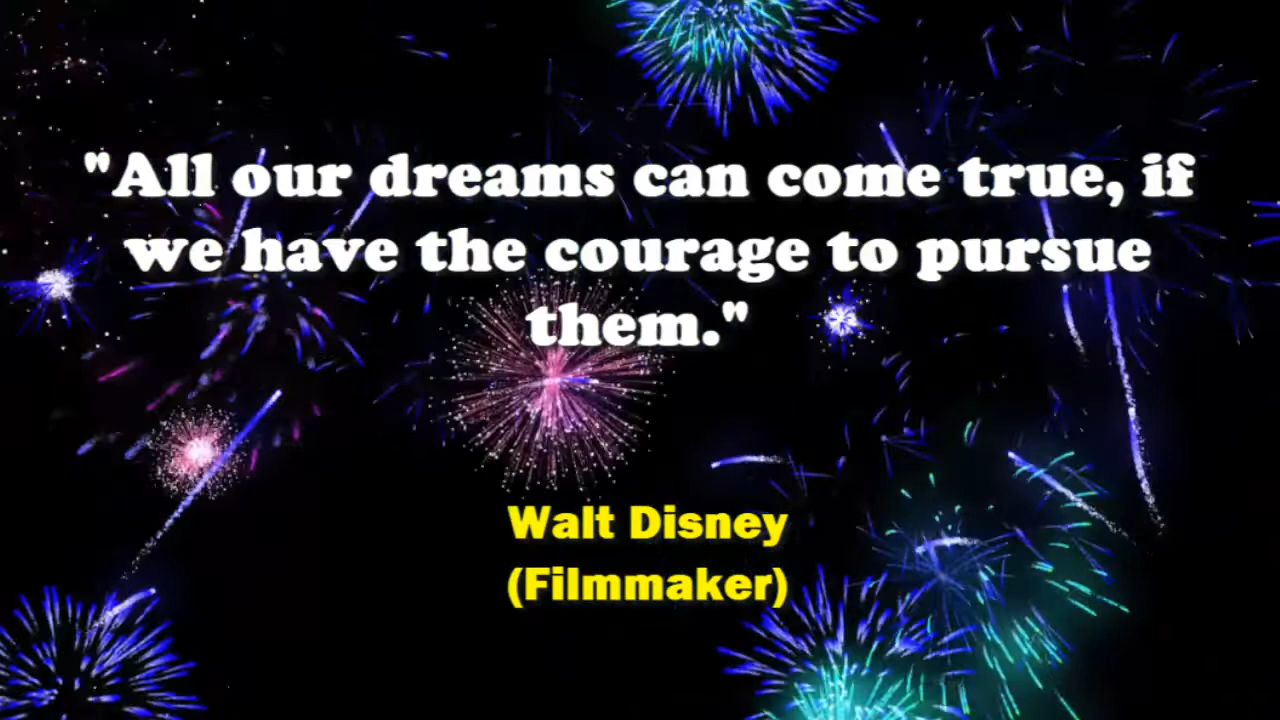 "All our dreams can come true, if
we have the courage to pursue
them."
Walt Disney
(Filmmaker)